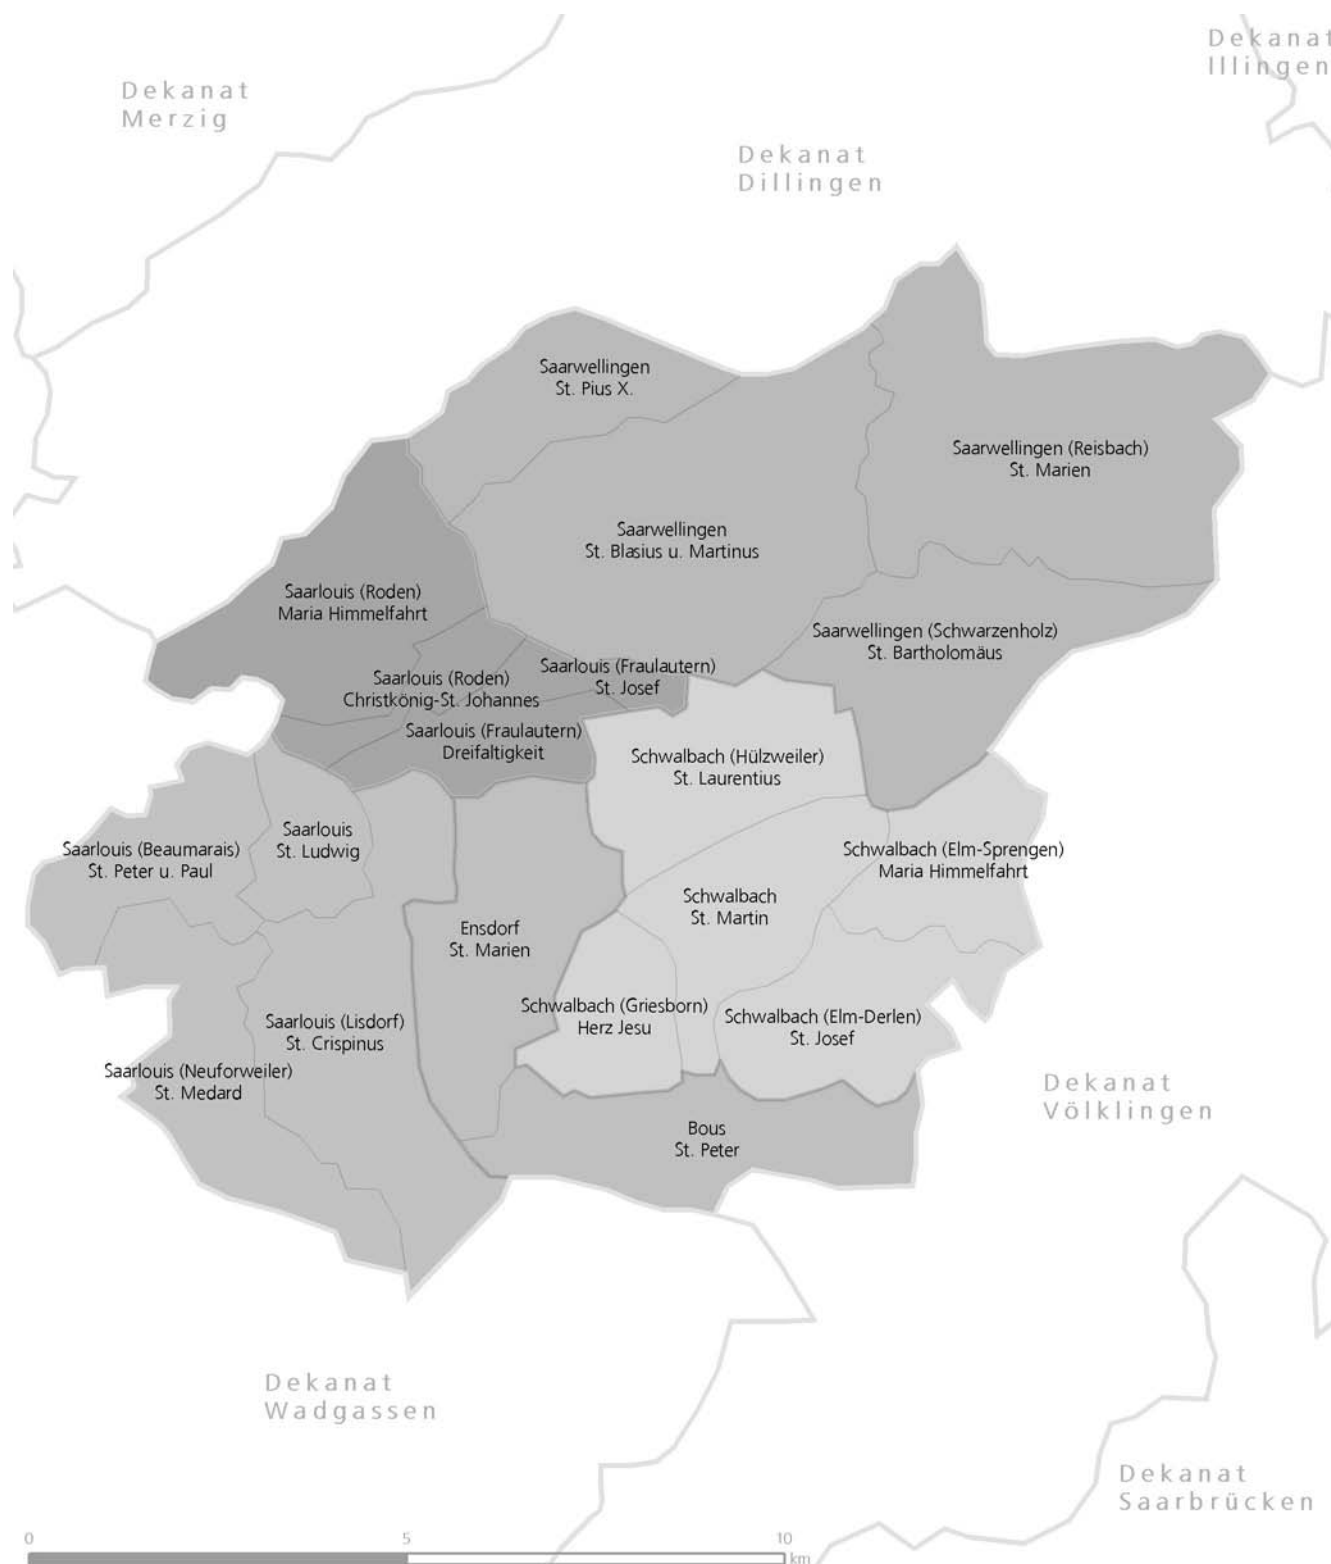 Dekanat
Illingen
Dekanat
Merzig
Dekanat
Dillingen
Saarwellingen
St. Pius X.
Saarwellingen (Reisbach)
St. Marien
Saarwellingen
St. Blasius u. Martinus
Saarlouis (Roden)
Maria Himmelfahrt
Saarwellingen (Schwarzenholz)
St. Bartholomäus
Saarlouis (Fraulautern)
St. Josef
Saarlouis (Roden)
Christkönig-St. Johannes
Saarlouis (Fraulautern)
Dreifaltigkeit
Schwalbach (Hülzweiler)
St. Laurentius
Saarlouis
St. Ludwig
Saarlouis (Beaumarais)
St. Peter u. Paul
Schwalbach (Elm-Sprengen)
Maria Himmelfahrt
Schwalbach
St. Martin
Ensdorf
St. Marien
Schwalbach (Griesborn)
Herz Jesu
Schwalbach (Elm-Derlen)
St. Josef
Saarlouis (Lisdorf)
St. Crispinus
Saarlouis (Neuforweiler)
St. Medard
Dekanat
Völklingen
Bous
St. Peter
Dekanat
Wadgassen
Dekanat
Saarbrücken
0 5 10
km